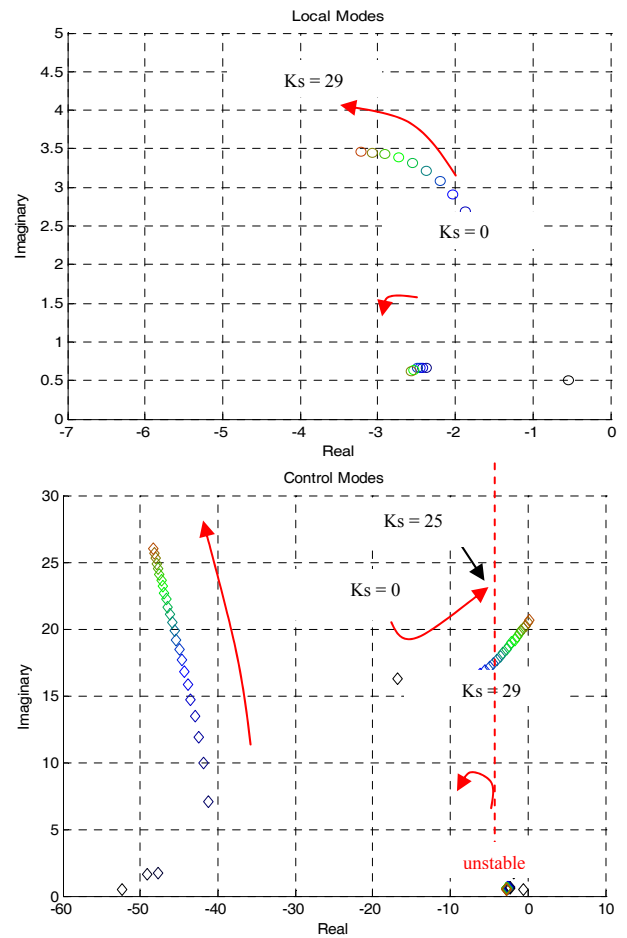 Local Modes
5
4.5
4
3.5
3
2.5
2
1.5
1
0.5
0
Imaginary
Ks = 29
Ks = 0
-7 -6 -5 -4 -3 -2 -1 0
Real
Control Modes
30
25
20
15
10
5
0
Imaginary
Ks = 25
Ks = 0
Ks = 29
unstable
-60 -50 -40 -30 -20 -10 0 10
Real